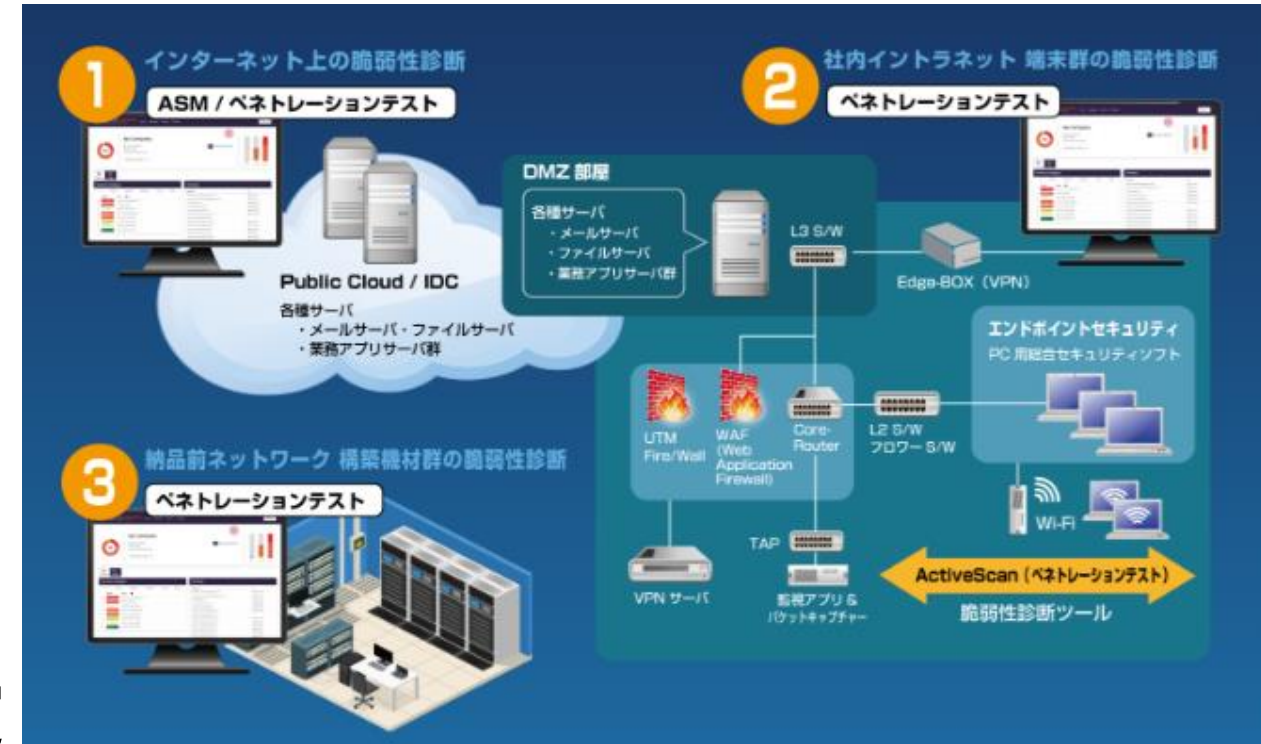 1
インターネット上の脆弱性診断
ASM / ペネトレーションテスト
Public Cloud / IDC
各種サーバ
・メールサーバ・ファイルサーバ
・業務アプリサーバ群
2
社内イントラネット 端末群の脆弱性診断
ペネトレーションテスト
DMZ 部屋
各種サーバ
・メールサーバ
・ファイルサーバ
・業務アプリサーバ群
L3 S/W
Edge-BOX（VPN）
エンドポイントセキュリティ
PC 用総合セキュリティソフト
UTM
Fire/Wall
WAF
(Web
Application
Firewall)
Core-
Router
L2 S/W
フロワー S/W
Wi-Fi
TAP
VPN サーバ
監視アプリ &
パケットキャプチャー
ActiveScan（ペネトレーションテスト）
脆弱性診断ツール
3
納品前ネットワーク 構築機材群の脆弱性診断
ペネトレーションテスト